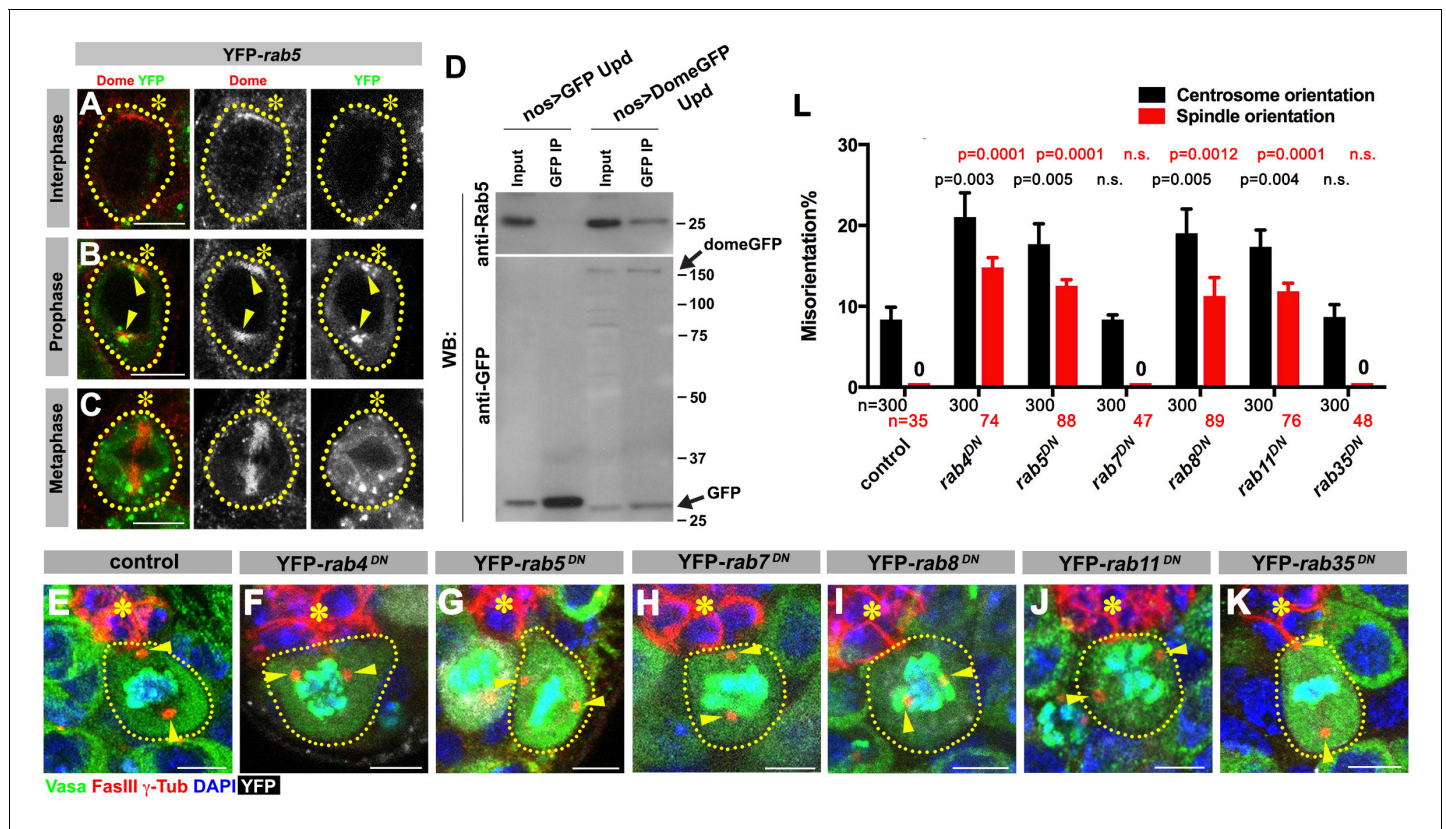 YFP-rab5
Dome YFP
Dome
YFP
Interphase
A
*
*
*
Prophase
B
*
*
*
Metaphase
C
*
*
*
D
nos>GFP Upd
nos>DomeGFP
Upd
Input
GFP IP
Input
GFP IP
WB:
anti-Rab5
anti-GFP
25
domeGFP
150
100
75
50
37
GFP
25
L
Centrosome orientation
Spindle orientation
Misorientation%
30
20
10
0
p=0.0001 p=0.0001 n.s. p=0.0012 p=0.0001 n.s.
p=0.003 p=0.005 n.s. p=0.005 p=0.004 n.s.
0 0 0
n=300 300 300 300 300 300 300
n=35 74 88 47 89 76 48
control
rab4DN
rab5DN
rab7DN
rab8DN
rab11DN
rab35DN
control
YFP-rab4DN
YFP-rab5DN
YFP-rab7DN
YFP-rab8DN
YFP-rab11DN
YFP-rab35DN
E
*
F
*
G
*
H
*
I
*
J
*
K
*
Vasa FasIII γ-Tub DAPI YFP